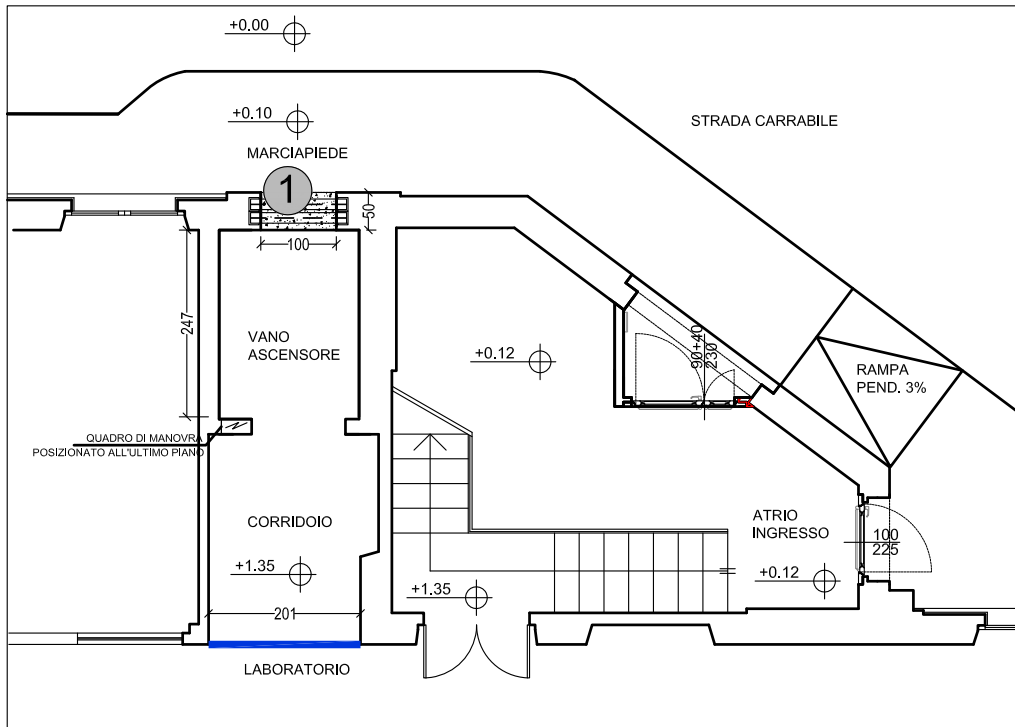 +0.00
+0.10
MARCIAPIEDE
STRADA CARRABILE
1
50
100
247
VANO
ASCENSORE
+0.12
90+40
230
RAMPA
PEND. 3%
QUADRO DI MANOVRA
POSIZIONATO ALL'ULTIMO PIANO
CORRIDOIO
ATRIO
INGRESSO
100
225
+1.35
+0.12
+1.35
201
LABORATORIO